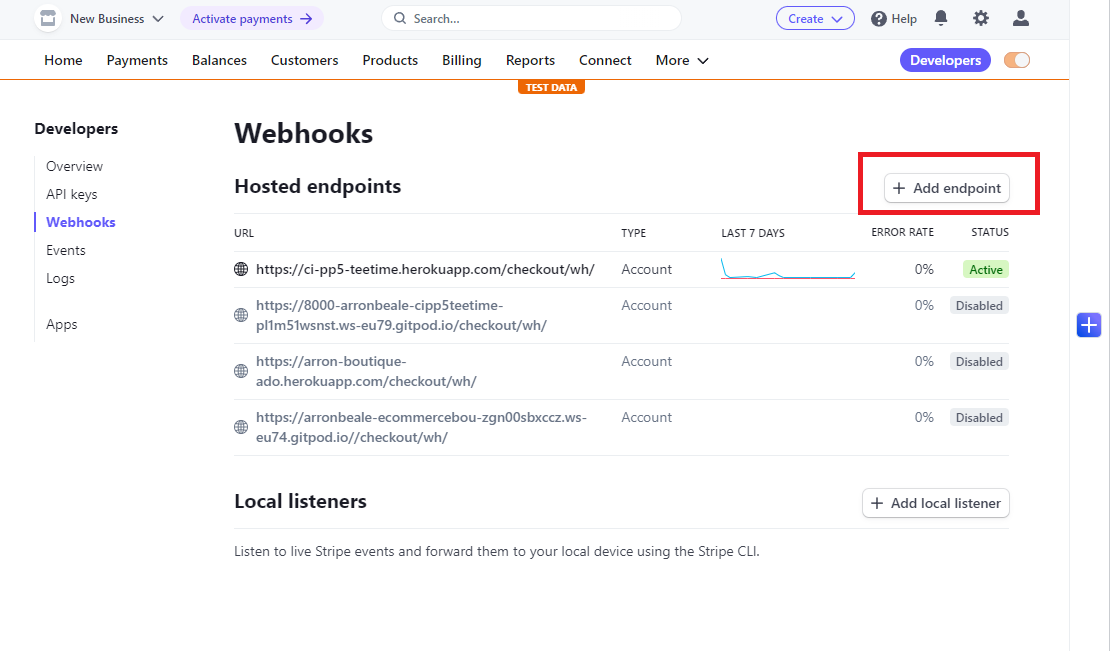 New Business
Activate payments
Search...
Create
Help
Home
Payments
Balances
Customers
Products
Billing
Reports
Connect
More
Developers
TEST DATA
Developers
Overview
API keys
Webhooks
Events
Logs
Apps
Webhooks
Hosted endpoints
+ Add endpoint
URL TYPE LAST 7 DAYS ERROR RATE STATUS
https://ci-pp5-teetime.herokuapp.com/checkout/wh/ Account 0% Active
https://8000-arronbeale-cipp5teetime- Account 0% Disabled
pl1m51wsnst.ws-eu79.gitpod.io/checkout/wh/
https://arron-boutique- Account 0% Disabled
ado.herokuapp.com/checkout/wh/
https://arronbeale-ecommercebou-zgn00sbxccz.ws- Account 0% Disabled
eu74.gitpod.io//checkout/wh/
Local listeners
+ Add local listener
Listen to live Stripe events and forward them to your local device using the Stripe CLI.